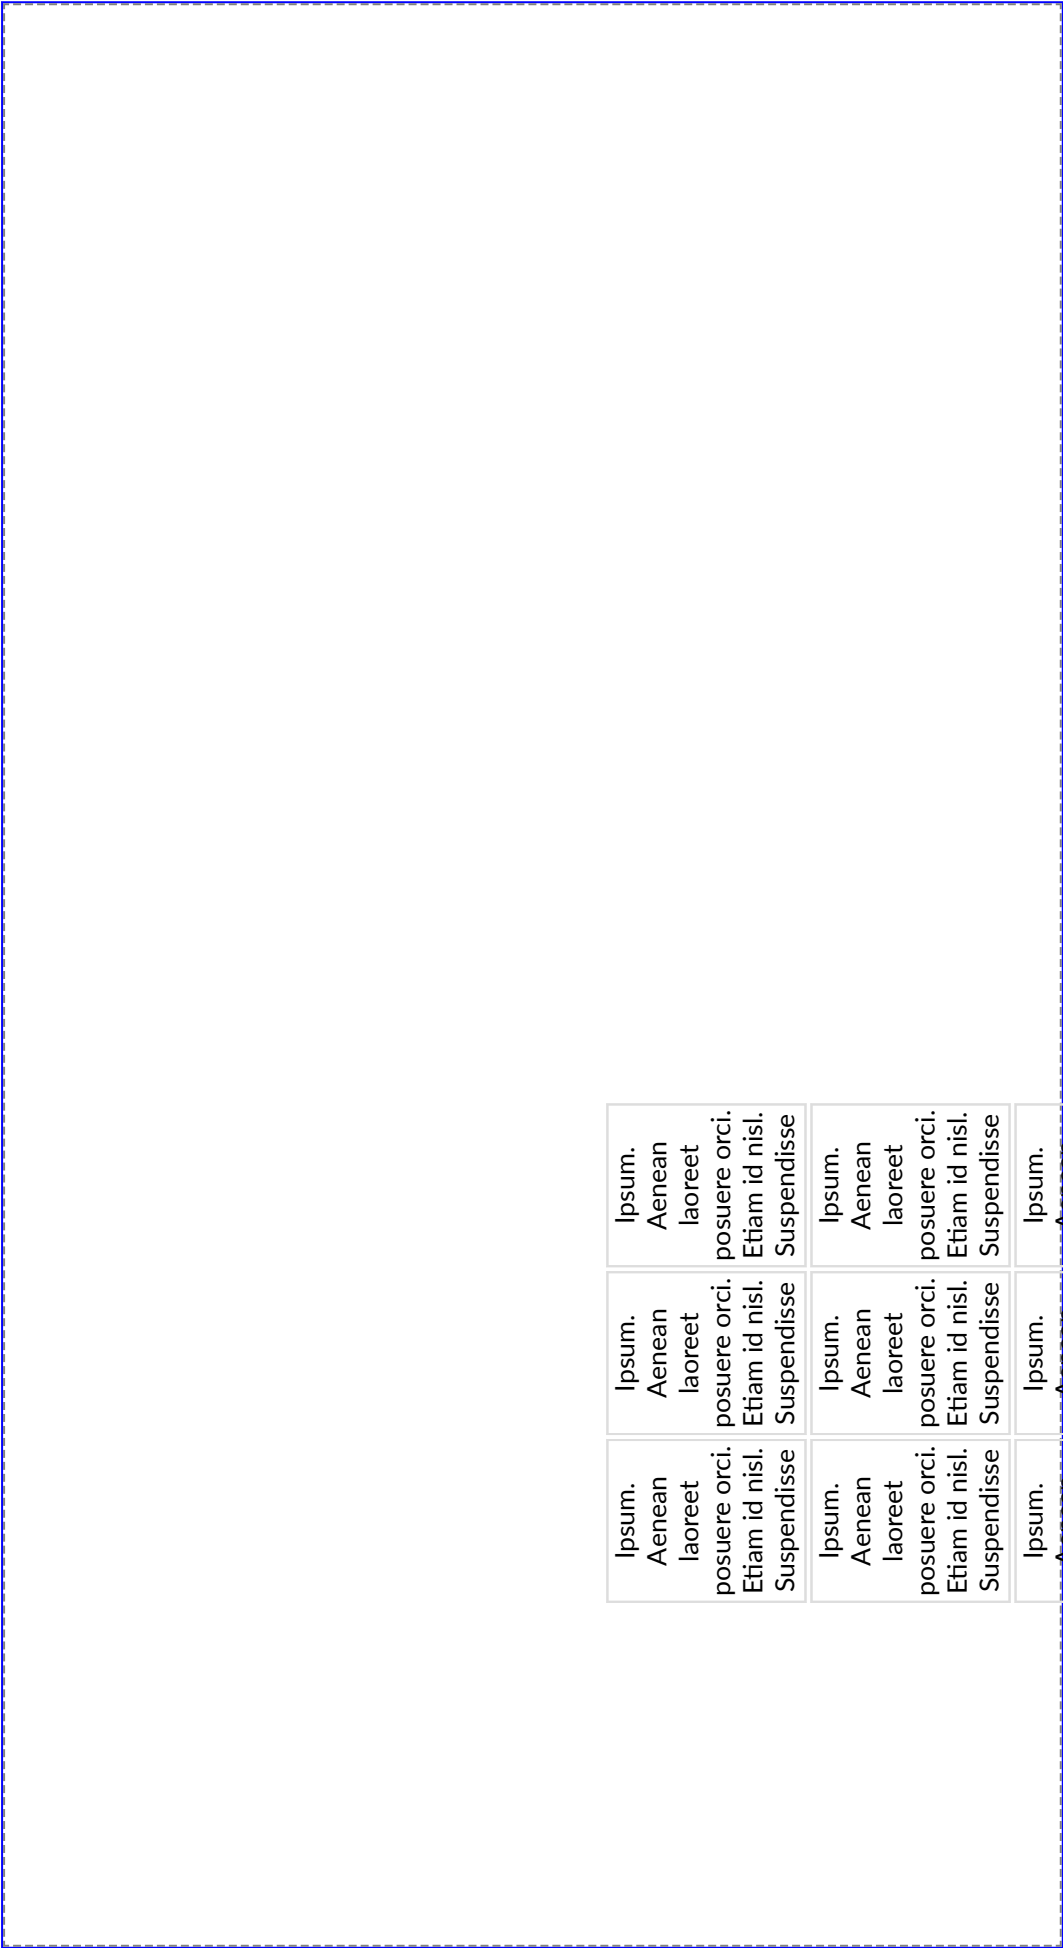 Ipsum.
Aenean
laoreet
posuere orci.
Etiam id nisl.
Suspendisse
Ipsum.
Aenean
laoreet
posuere orci.
Etiam id nisl.
Suspendisse
Ipsum.
Aenean
laoreet
posuere orci.
Etiam id nisl.
Suspendisse
Ipsum.
Aenean
laoreet
posuere orci.
Etiam id nisl.
Suspendisse
Ipsum.
Aenean
laoreet
posuere orci.
Etiam id nisl.
Suspendisse
Ipsum.
Aenean
laoreet
posuere orci.
Etiam id nisl.
Suspendisse
Ipsum.
Ipsum.
Ipsum.